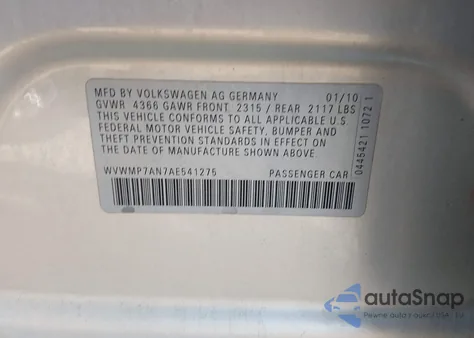 MFD BY VOLKSWAGEN AG GERMANY 01/10
GVWR 4366 GAWR FRONT 2315 / REAR 2117 LBS
THIS VEHICLE CONFORMS TO ALL APPLICABLE U.S.
FEDERAL MOTOR VEHICLE SAFETY, BUMPER AND
THEFT PREVENTION STANDARDS IN EFFECT ON
THE DATE OF MANUFACTURE SHOWN ABOVE.
WVWMP7AN7AE541275 PASSENGER CAR
0445421 1072 1
autoSnap